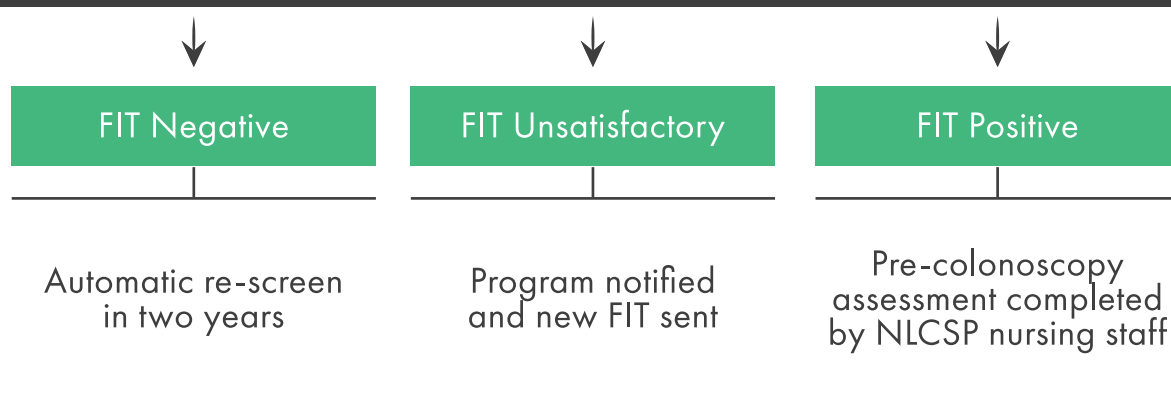 FIT Negative
FIT Unsatisfactory
FIT Positive
Automatic re-screen
in two years
Program notified
and new FIT sent
Pre-colonoscopy
assessment completed
by NLCSP nursing staff